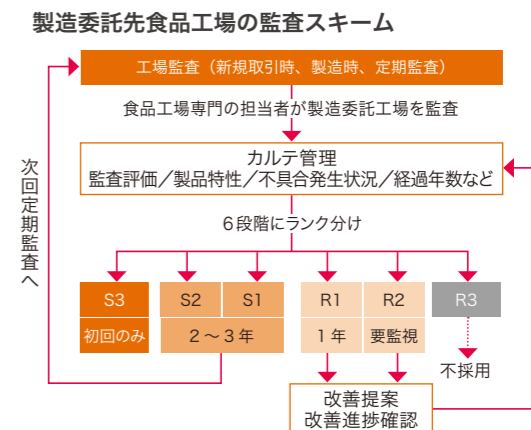 製造委託先食品工場の監査スキーム
工場監査（新規取引時、製造時、定期監査）
食品工場専門の担当者が製造委託工場を監査
カルテ管理
監査評価／製品特性／不具合発生状況／経過年数など
次回定期監査へ
6段階にランク分け
S3
S2
S1
R1
R2
R3
初回のみ
2～3年
1年
要監視
不採用
改善提案
改善進捗確認